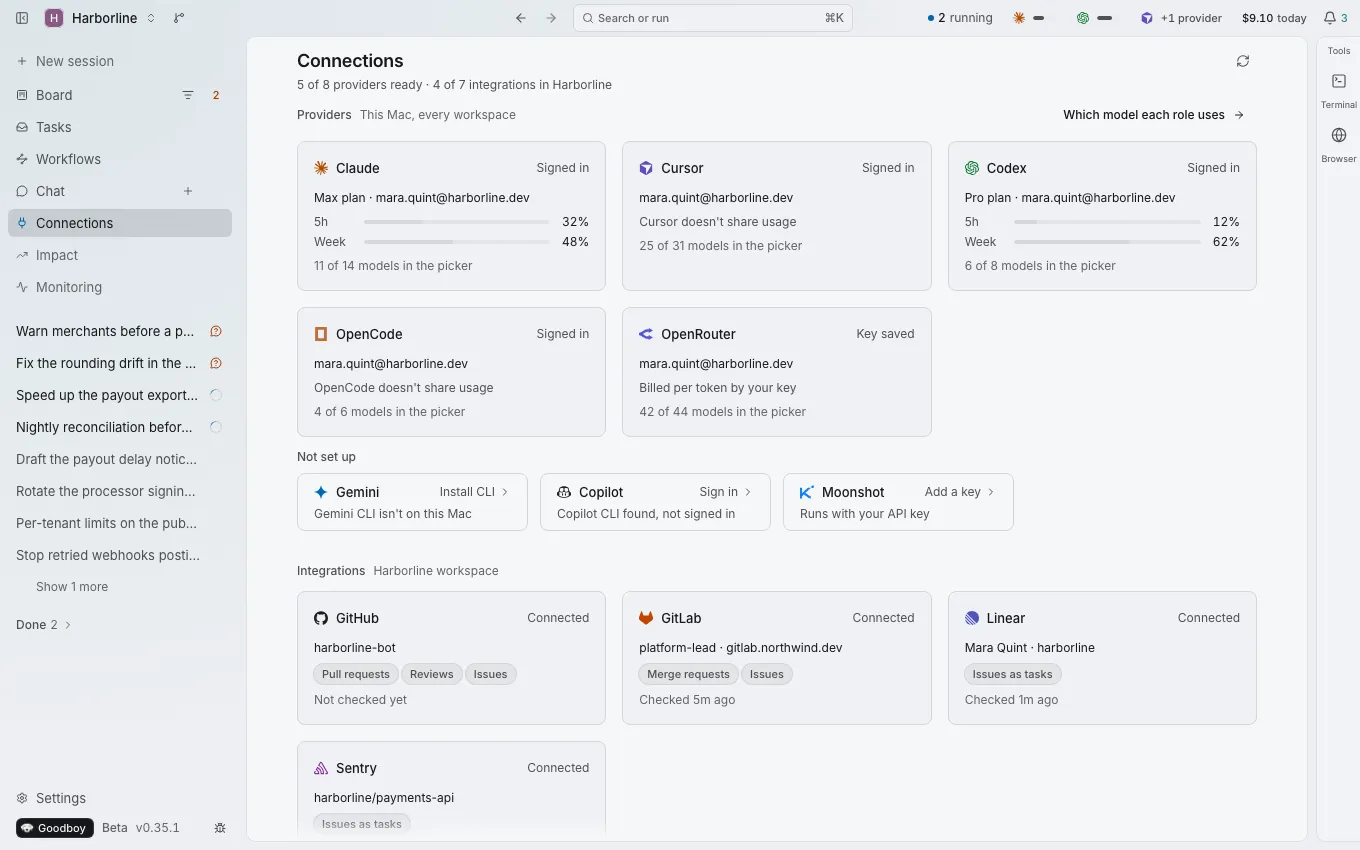 H Harborline
Search or run ⌘K
2 running
+1 provider
$9.10 today
3
New session
Board 2
Tasks
Workflows
Chat
Connections
Impact
Monitoring
Warn merchants before a p...
Fix the rounding drift in the ...
Speed up the payout export...
Nightly reconciliation befor...
Draft the payout delay notic...
Rotate the processor signin...
Per-tenant limits on the pub...
Stop retried webhooks posti...
Show 1 more
Done 2
Settings
Goodboy Beta v0.35.1
Connections
5 of 8 providers ready · 4 of 7 integrations in Harborline
Providers This Mac, every workspace
Which model each role uses
Claude Signed in
Max plan · mara.quint@harborline.dev
5h 32%
Week 48%
11 of 14 models in the picker
Cursor Signed in
mara.quint@harborline.dev
Cursor doesn't share usage
25 of 31 models in the picker
Codex Signed in
Pro plan · mara.quint@harborline.dev
5h 12%
Week 62%
6 of 8 models in the picker
OpenCode Signed in
mara.quint@harborline.dev
OpenCode doesn't share usage
4 of 6 models in the picker
OpenRouter Key saved
mara.quint@harborline.dev
Billed per token by your key
42 of 44 models in the picker
Not set up
Gemini Install CLI
Gemini CLI isn't on this Mac
Copilot Sign in
Copilot CLI found, not signed in
Moonshot Add a key
Runs with your API key
Integrations Harborline workspace
GitHub Connected
harborline-bot
Pull requests Reviews Issues
Not checked yet
GitLab Connected
platform-lead · gitlab.northwind.dev
Merge requests Issues
Checked 5m ago
Linear Connected
Mara Quint · harborline
Issues as tasks
Checked 1m ago
Sentry Connected
harborline/payments-api
Issues as tasks
Tools
Terminal
Browser